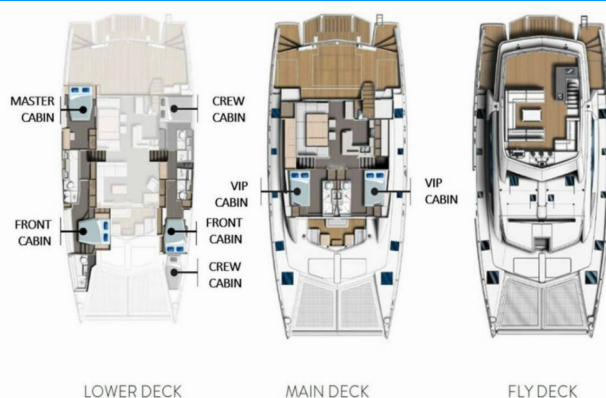 MASTER
CABIN
CREW
CABIN
FRONT
CABIN
FRONT
CABIN
CREW
CABIN
VIP
CABIN
VIP
CABIN
LOWER DECK
MAIN DECK
FLY DECK